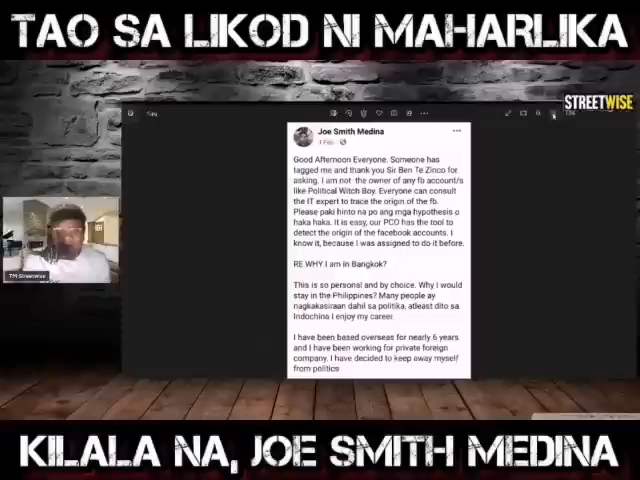 TAO SA LIKOD NI MAHARLIKA
STREETWISE
Joe Smith Medina
1 Feb
Good Afternoon Everyone. Someone has
tagged me and thank you Sir Ben Te Zinco for
asking. I am not the owner of any fb account/s
like Political Witch Boy. Everyone can consult
the IT expert to trace the origin of the fb.
Please paki hinto na po ang mga hypothesis o
haka haka. It is easy, our PCO has the tool to
detect the origin of the facebook accounts. I
know it, because I was assigned to do it before.
RE WHY I am in Bangkok?
This is so personal and by choice. Why I would
stay in the Philippines? Many people ay
nagkakasiraan dahil sa politika, atleast dito sa
Indochina I enjoy my career.
I have been based overseas for nearly 6 years
and I have been working for private foreign
company. I have decided to keep away myself
from politics
TM Streetwise
KILALA NA, JOE SMITH MEDINA